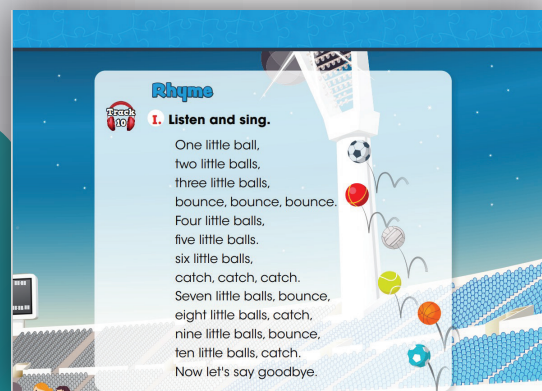 Rhyme
Track
10
I. Listen and sing.
One little ball,
two little balls,
three little balls,
bounce, bounce, bounce.
Four little balls,
five little balls.
six little balls,
catch, catch, catch.
Seven little balls, bounce,
eight little balls, catch,
nine little balls, bounce,
ten little balls, catch.
Now let's say goodbye.